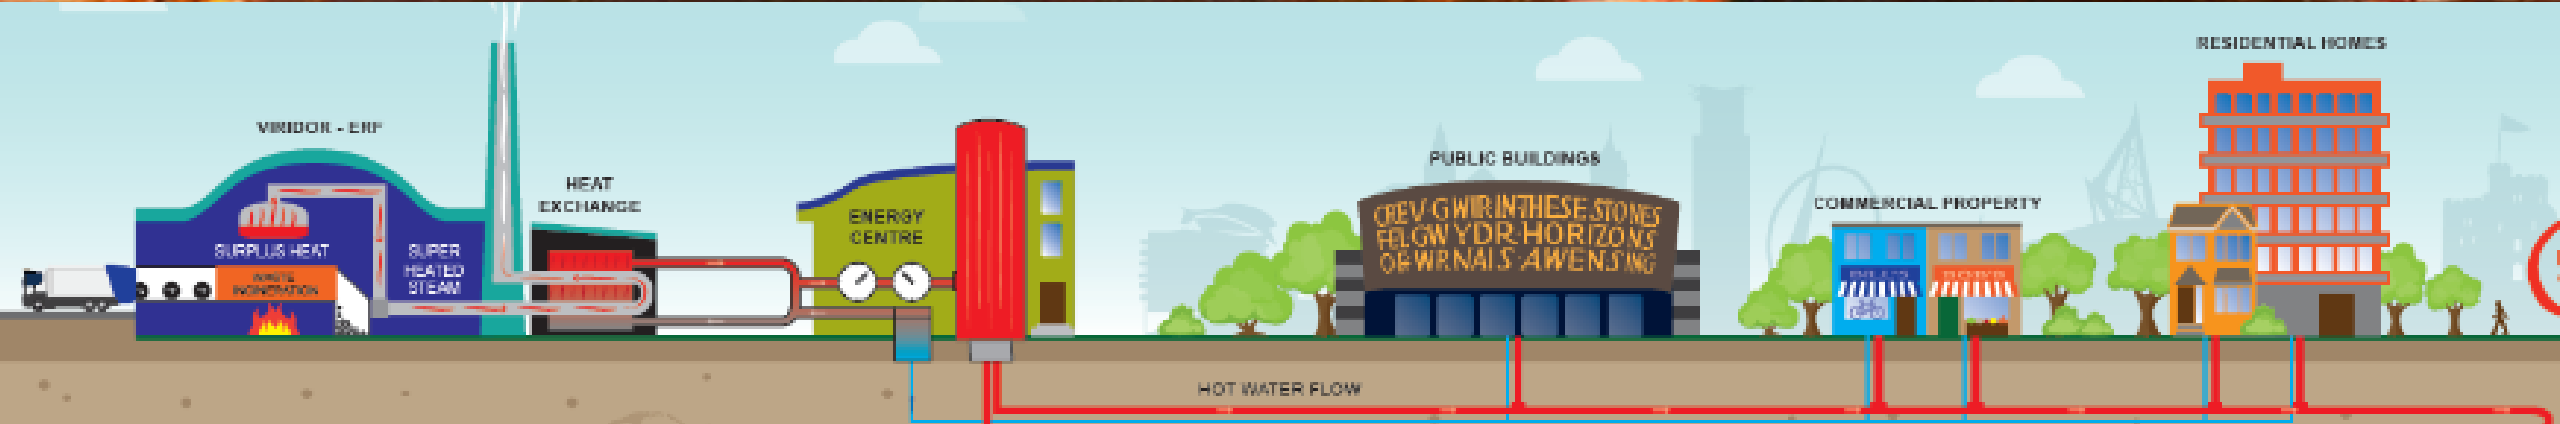 VIRIDOR - ERF
SURPLUS HEAT
WASTE
INCINERATION
SUPER
HEATED
STEAM
HEAT
EXCHANGE
ENERGY
CENTRE
PUBLIC BUILDINGS
CREV GWIR IN THESE STONES
FEL GWYDR HORIZONS
O FFWRNAIS AWEN SING
COMMERCIAL PROPERTY
RESIDENTIAL HOMES
HOT WATER FLOW